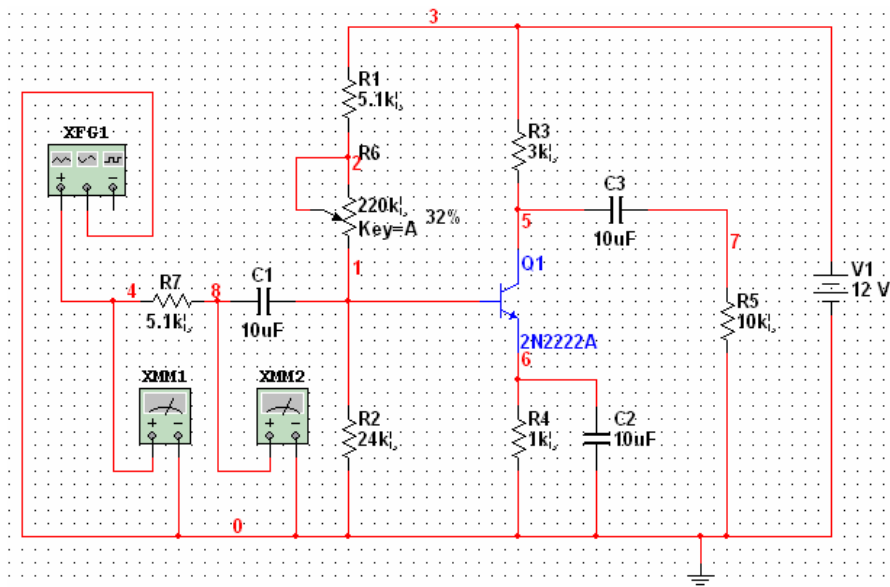 3
R1
5.1kΩ
XFG1
R6
2
R3
3kΩ
220kΩ
32%
Key=A
C3
5
10uF
7
1
Q1
V1
12 V
4
R7
8
C1
5.1kΩ
10uF
R5
10kΩ
2N2222A
6
XMM1
XMM2
R2
24kΩ
R4
1kΩ
C2
10uF
0